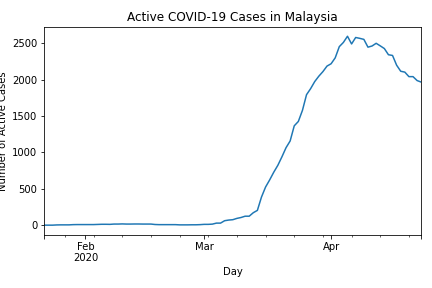 Active COVID-19 Cases in Malaysia
Number of Active Cases
2500
2000
1500
1000
500
0
Feb
2020
Mar
Apr
Day